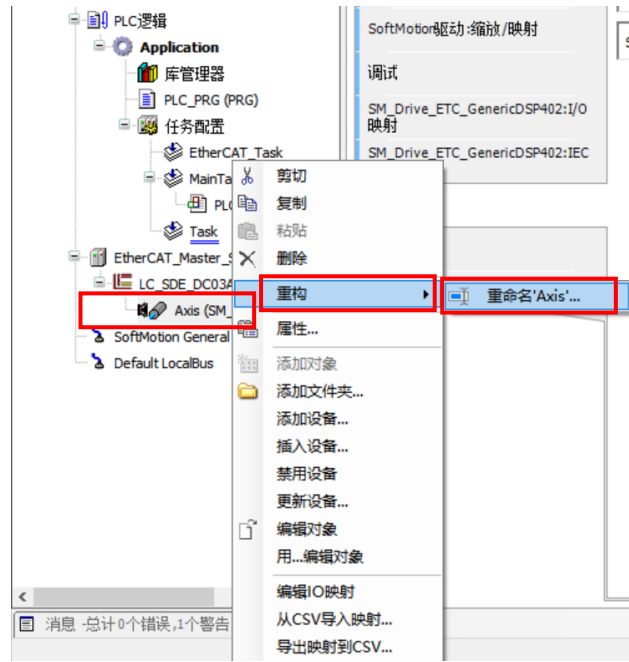 PLC逻辑
Application
库管理器
PLC_PRG (PRG)
任务配置
EtherCAT_Task
MainTa
PL
Task
EtherCAT_Master_S
LC_SDE_DC03A
Axis (SM_
SoftMotion General
Default LocalBus
SoftMotion驱动:缩放/映射
调试
SM_Drive_ETC_GenericDSP402:I/O
映射
SM_Drive_ETC_GenericDSP402:IEC
剪切
复制
粘贴
删除
重构
重命名'Axis'...
属性...
添加对象
添加文件夹...
添加设备...
插入设备...
禁用设备
更新设备...
编辑对象
用...编辑对象
编辑IO映射
从CSV导入映射...
导出映射到CSV...
消息 -总计0个错误,1个警告